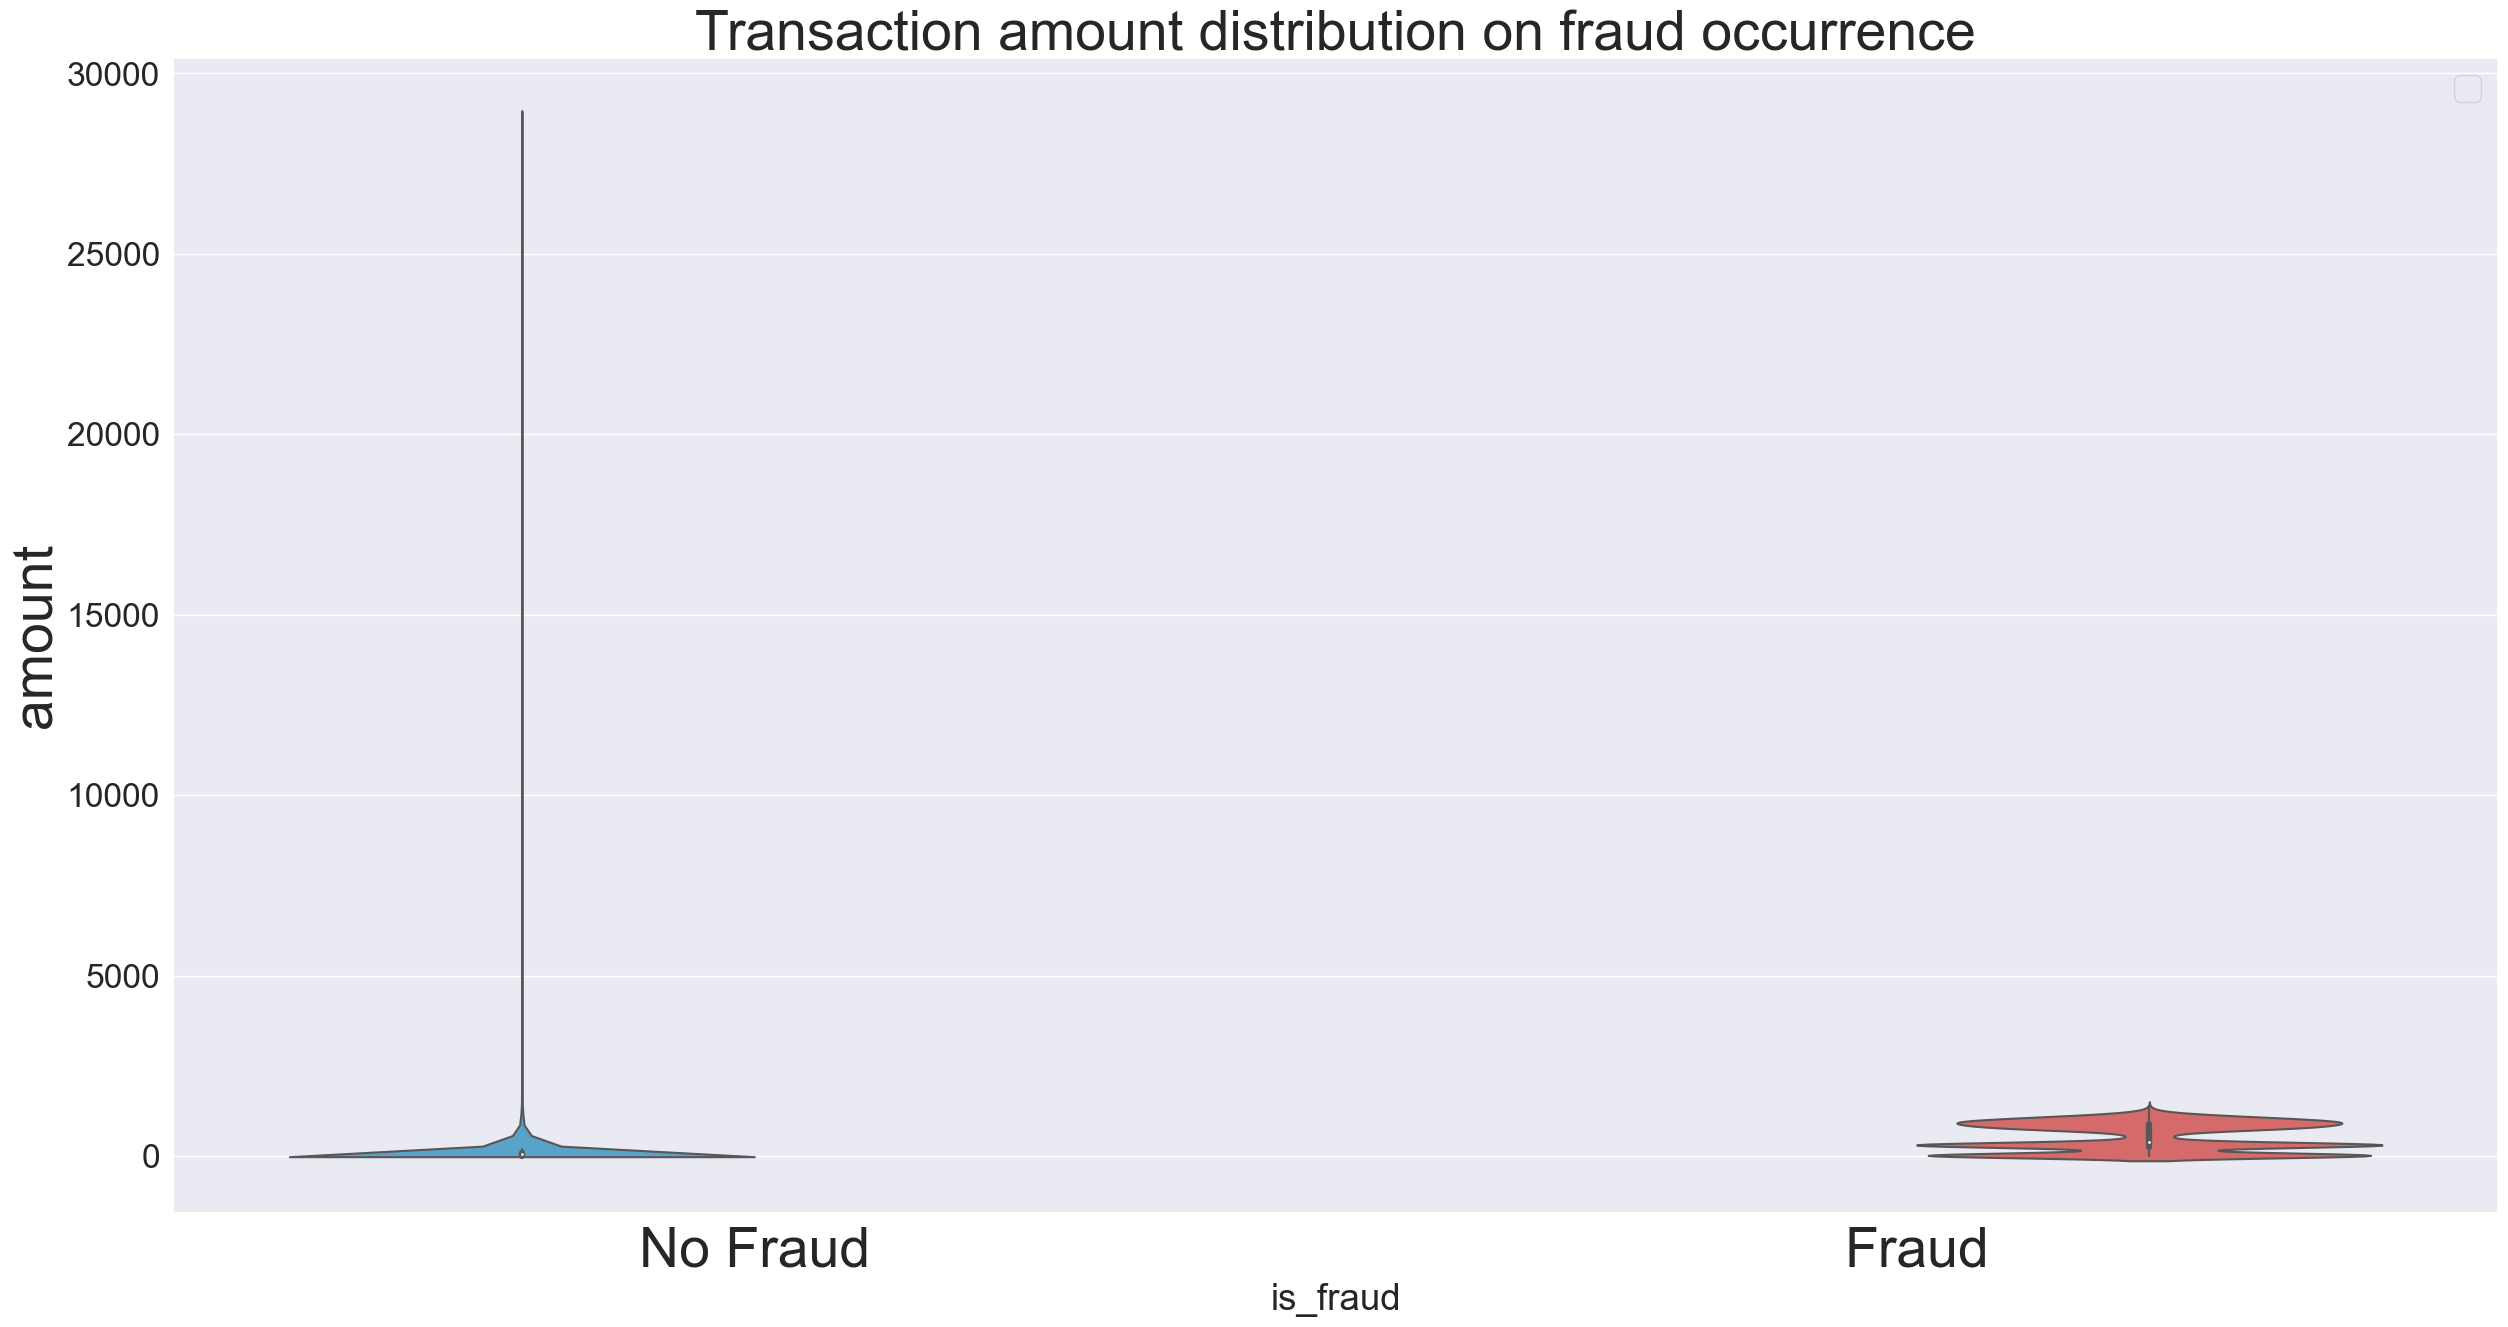 Transaction amount distribution on fraud occurrence
30000
25000
20000
15000
10000
5000
0
amount
No Fraud
Fraud
is_fraud